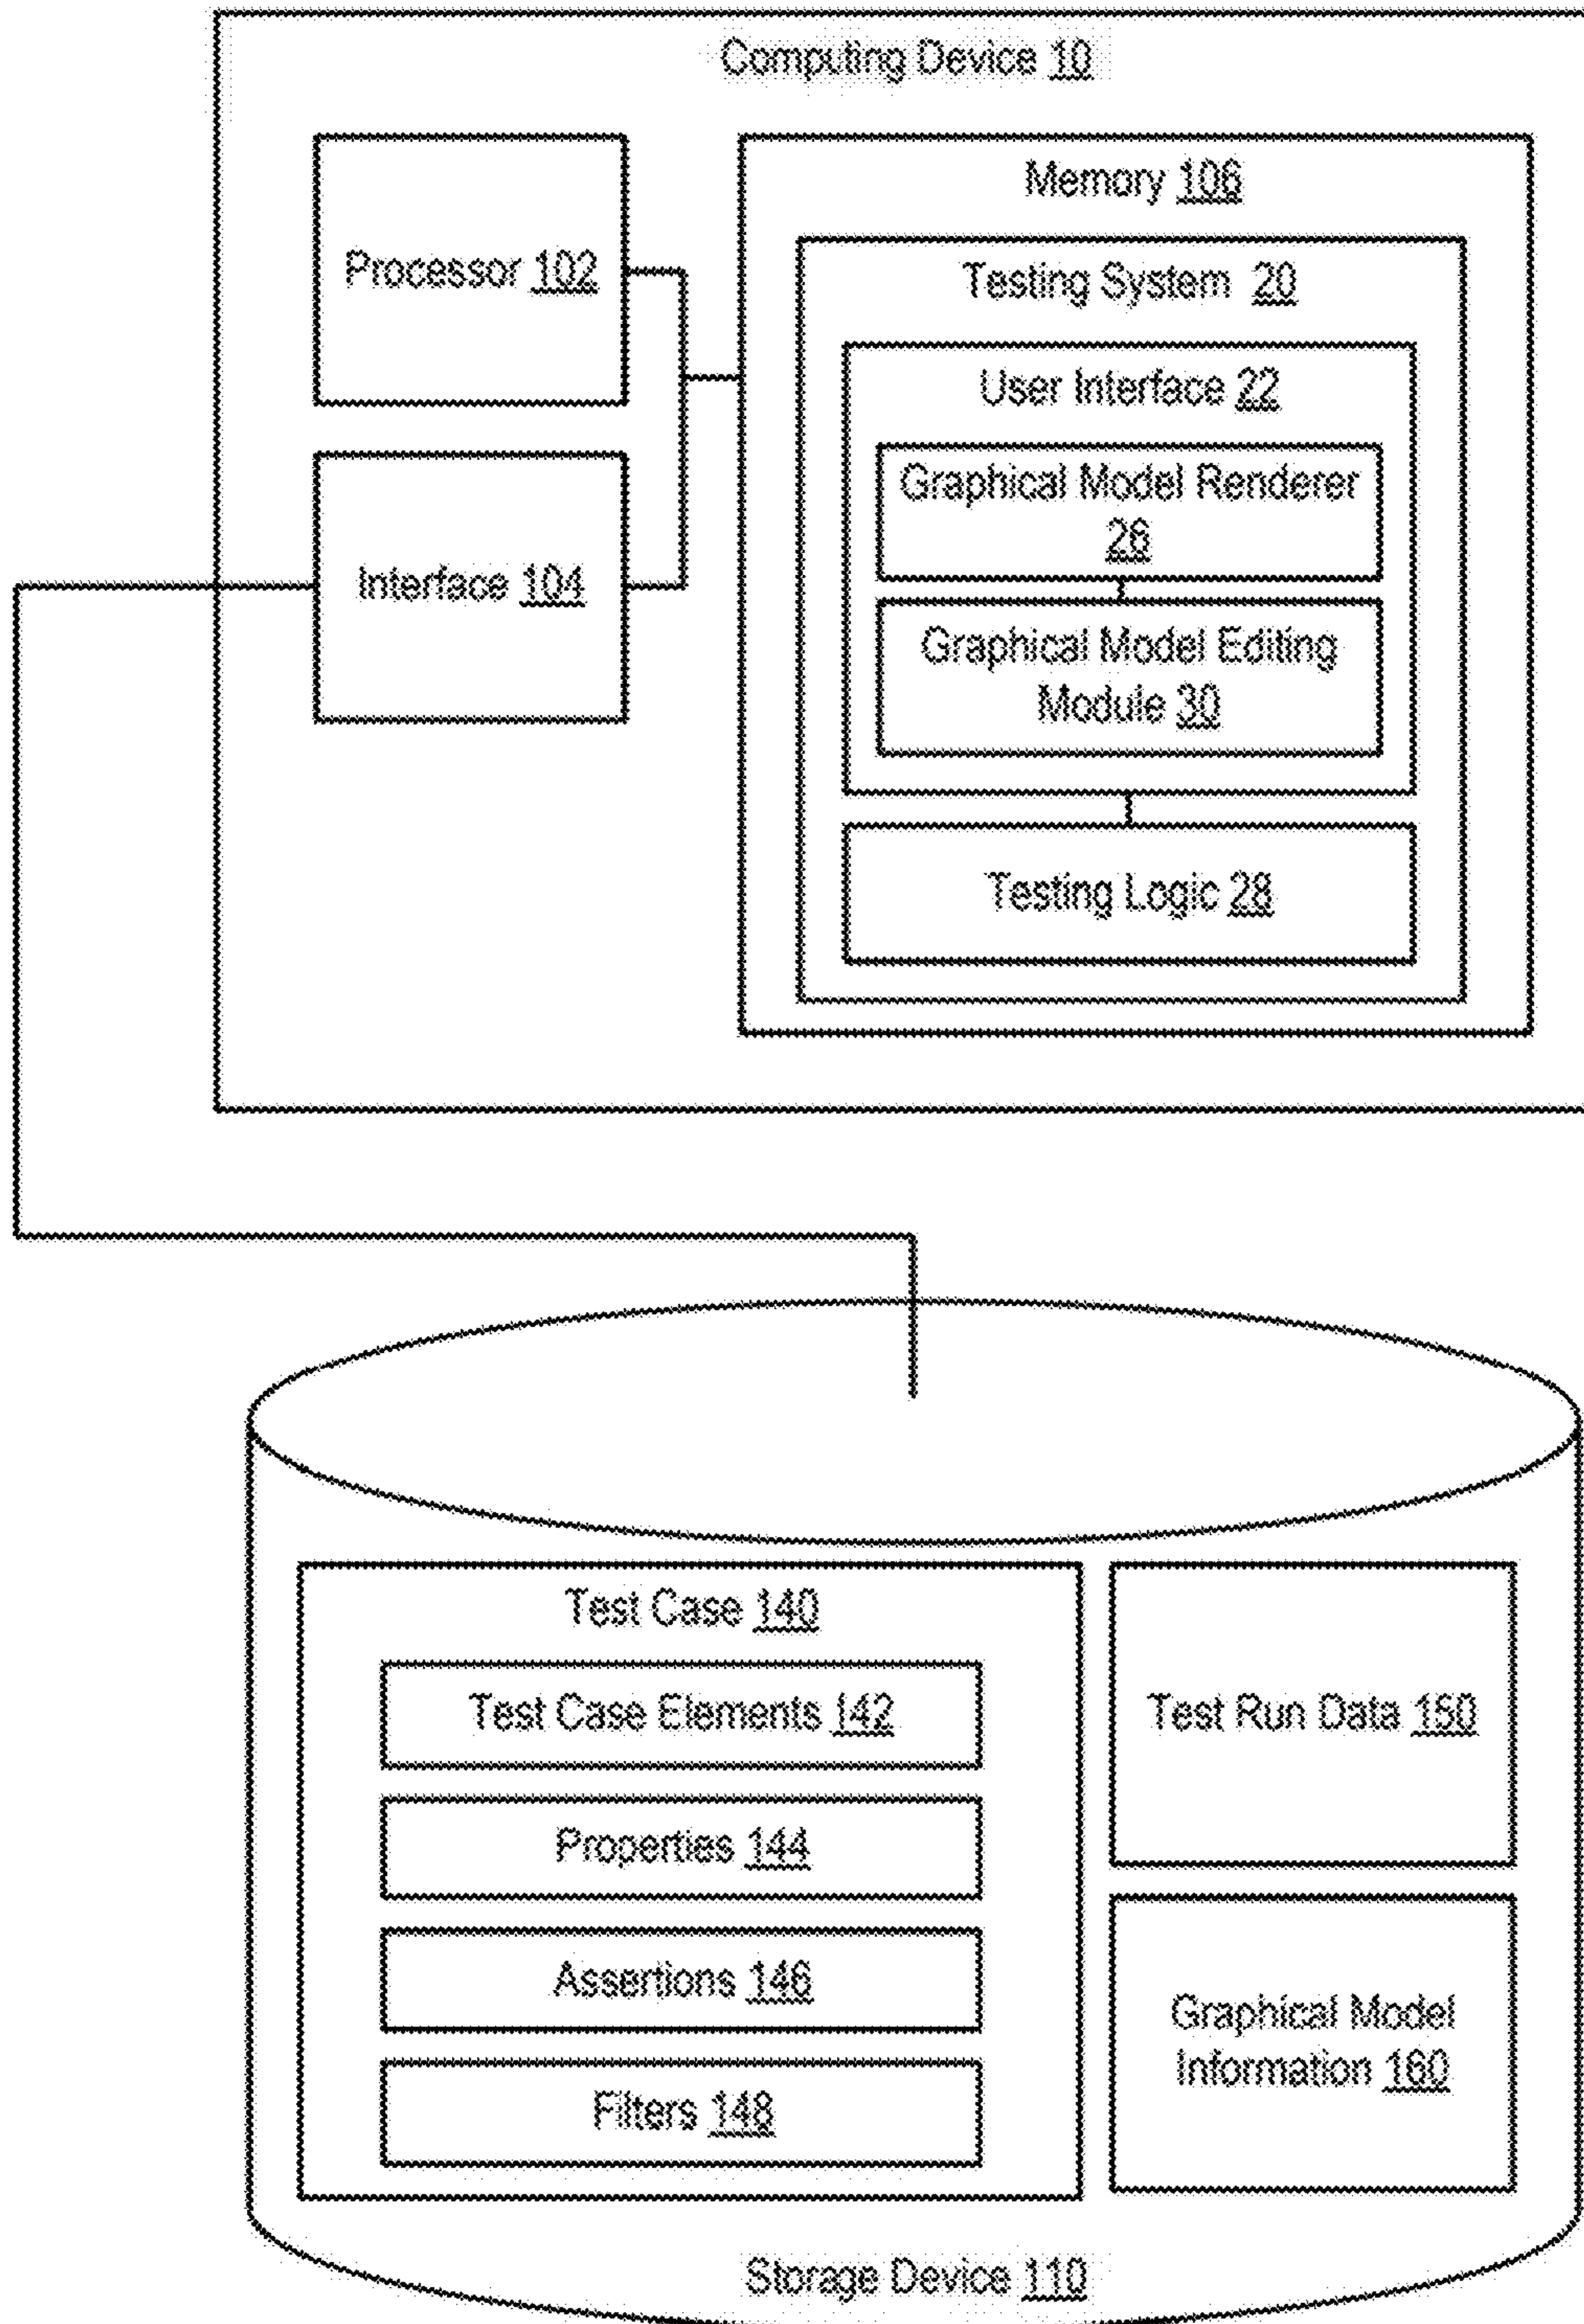 Computing Device 10
Memory 106
Processor 102
Testing System 20
User Interface 22
Graphical Model Renderer
26
Interface 104
Graphical Model Editing
Module 30
Testing Logic 28
Test Case 140
Test Case Elements 142
Test Run Data 150
Properties 144
Assertions 146
Graphical Model
Information 160
Filters 148
Storage Device 110